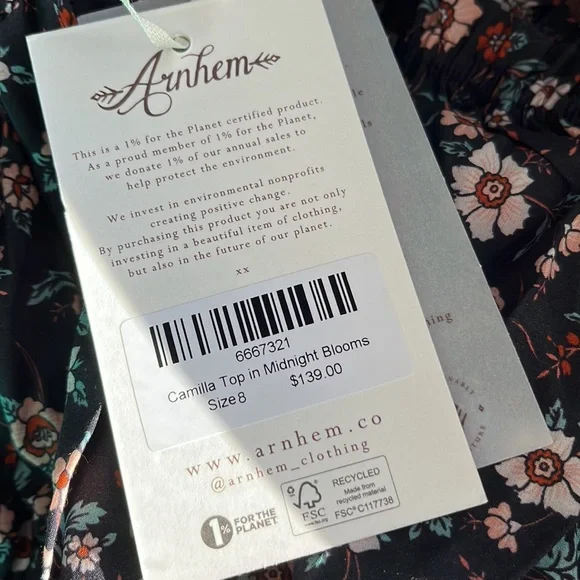 Arnhem
This is a 1% for the Planet certified product.
As a proud member of 1% for the Planet,
we donate 1% of our annual sales to
help protect the environment.
We invest in environmental nonprofits
creating positive change.
By purchasing this product you are not only
investing in a beautiful item of clothing,
but also in the future of our planet.
xx
6667321
Camilla Top in Midnight Blooms
Size 8 $139.00
www.arnhem.co
@arnhem_clothing
1% FOR THE
PLANET
FSC
www.fsc.org
RECYCLED
Made from
recycled material
FSC® C117738